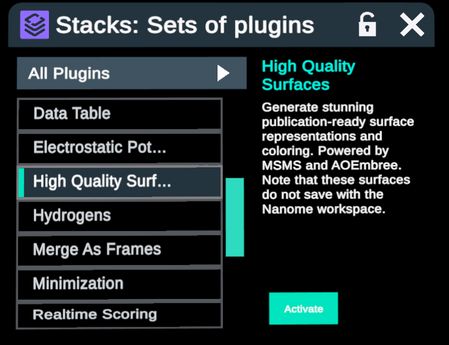 Stacks: Sets of plugins
All Plugins
Data Table
Electrostatic Pot...
High Quality Surf...
Hydrogens
Merge As Frames
Minimization
Realtime Scoring
High Quality
Surfaces
Generate stunning
publication-ready surface
representations and
coloring. Powered by
MSMS and AOEmbree.
Note that these surfaces
do not save with the
Nanome workspace.
Activate